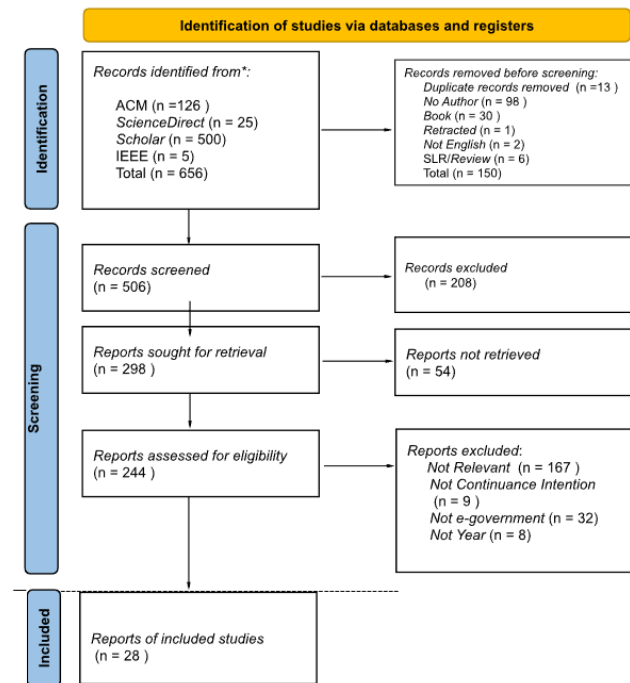 Identification of studies via databases and registers
Identification
Records identified from*:
ACM (n =126 )
ScienceDirect (n = 25)
Scholar (n = 500)
IEEE (n = 5)
Total (n = 656)
Records removed before screening:
Duplicate records removed (n =13 )
No Author (n = 98 )
Book (n = 30 )
Retracted (n = 1)
Not English (n = 2)
SLR/Review (n = 6)
Total (n = 150)
Screening
Records screened
(n = 506)
Records excluded
(n = 208)
Reports sought for retrieval
(n = 298 )
Reports not retrieved
(n = 54)
Reports assessed for eligibility
(n = 244 )
Reports excluded:
Not Relevant (n = 167 )
Not Continuance Intention
(n = 9 )
Not e-government (n = 32)
Not Year (n = 8)
Included
Reports of included studies
(n = 28 )